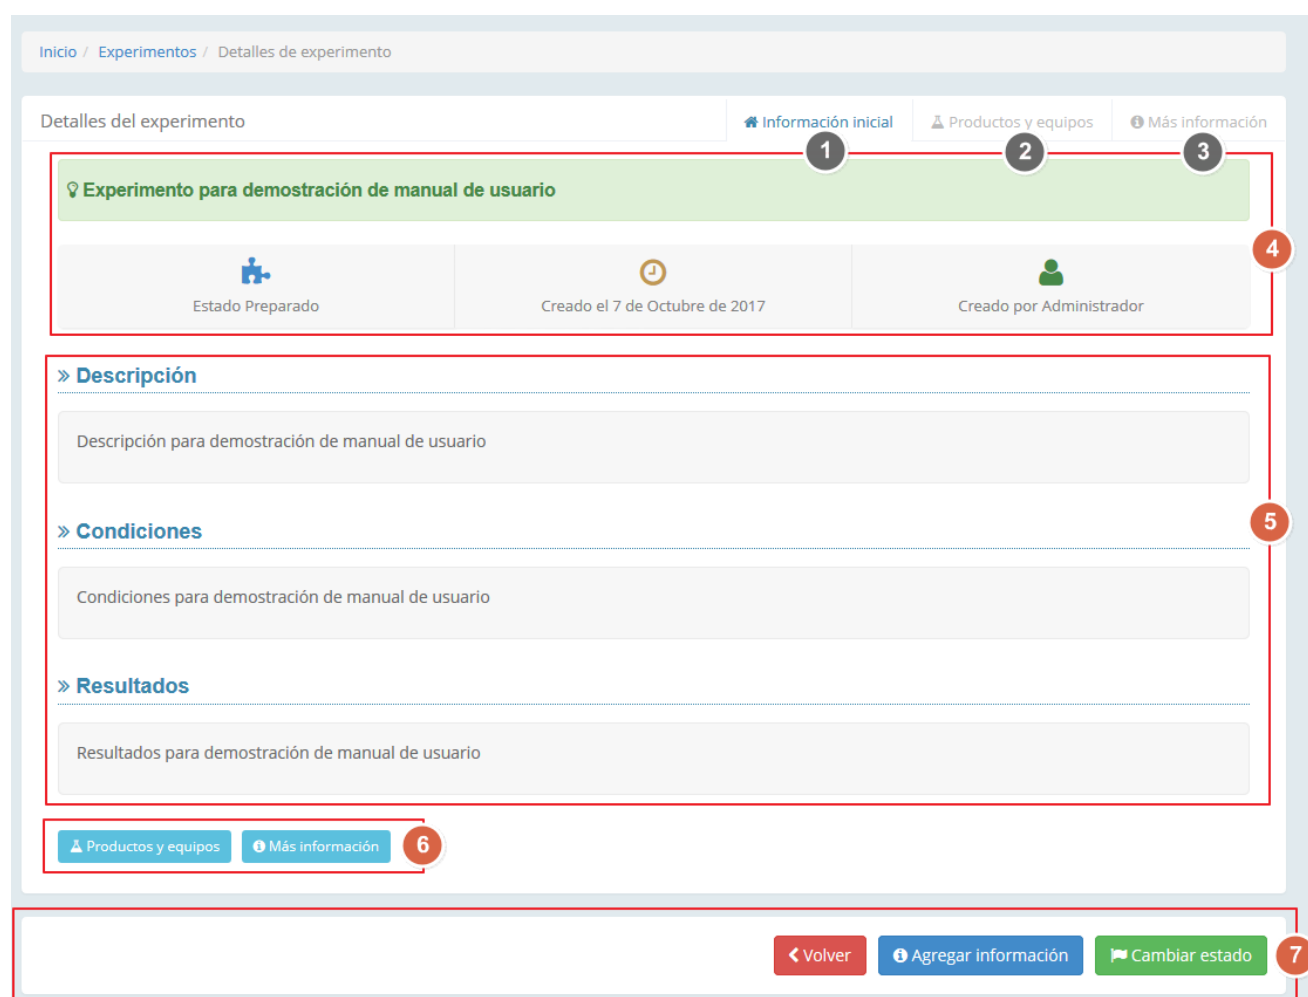 Inicio / Experimentos / Detalles de experimento
Detalles del experimento
Información inicial
Productos y equipos
Más información
1
2
3
Experimento para demostración de manual de usuario
4
Estado Preparado
Creado el 7 de Octubre de 2017
Creado por Administrador
» Descripción
Descripción para demostración de manual de usuario
» Condiciones
5
Condiciones para demostración de manual de usuario
» Resultados
Resultados para demostración de manual de usuario
Productos y equipos
Más información
6
Volver
Agregar información
Cambiar estado
7